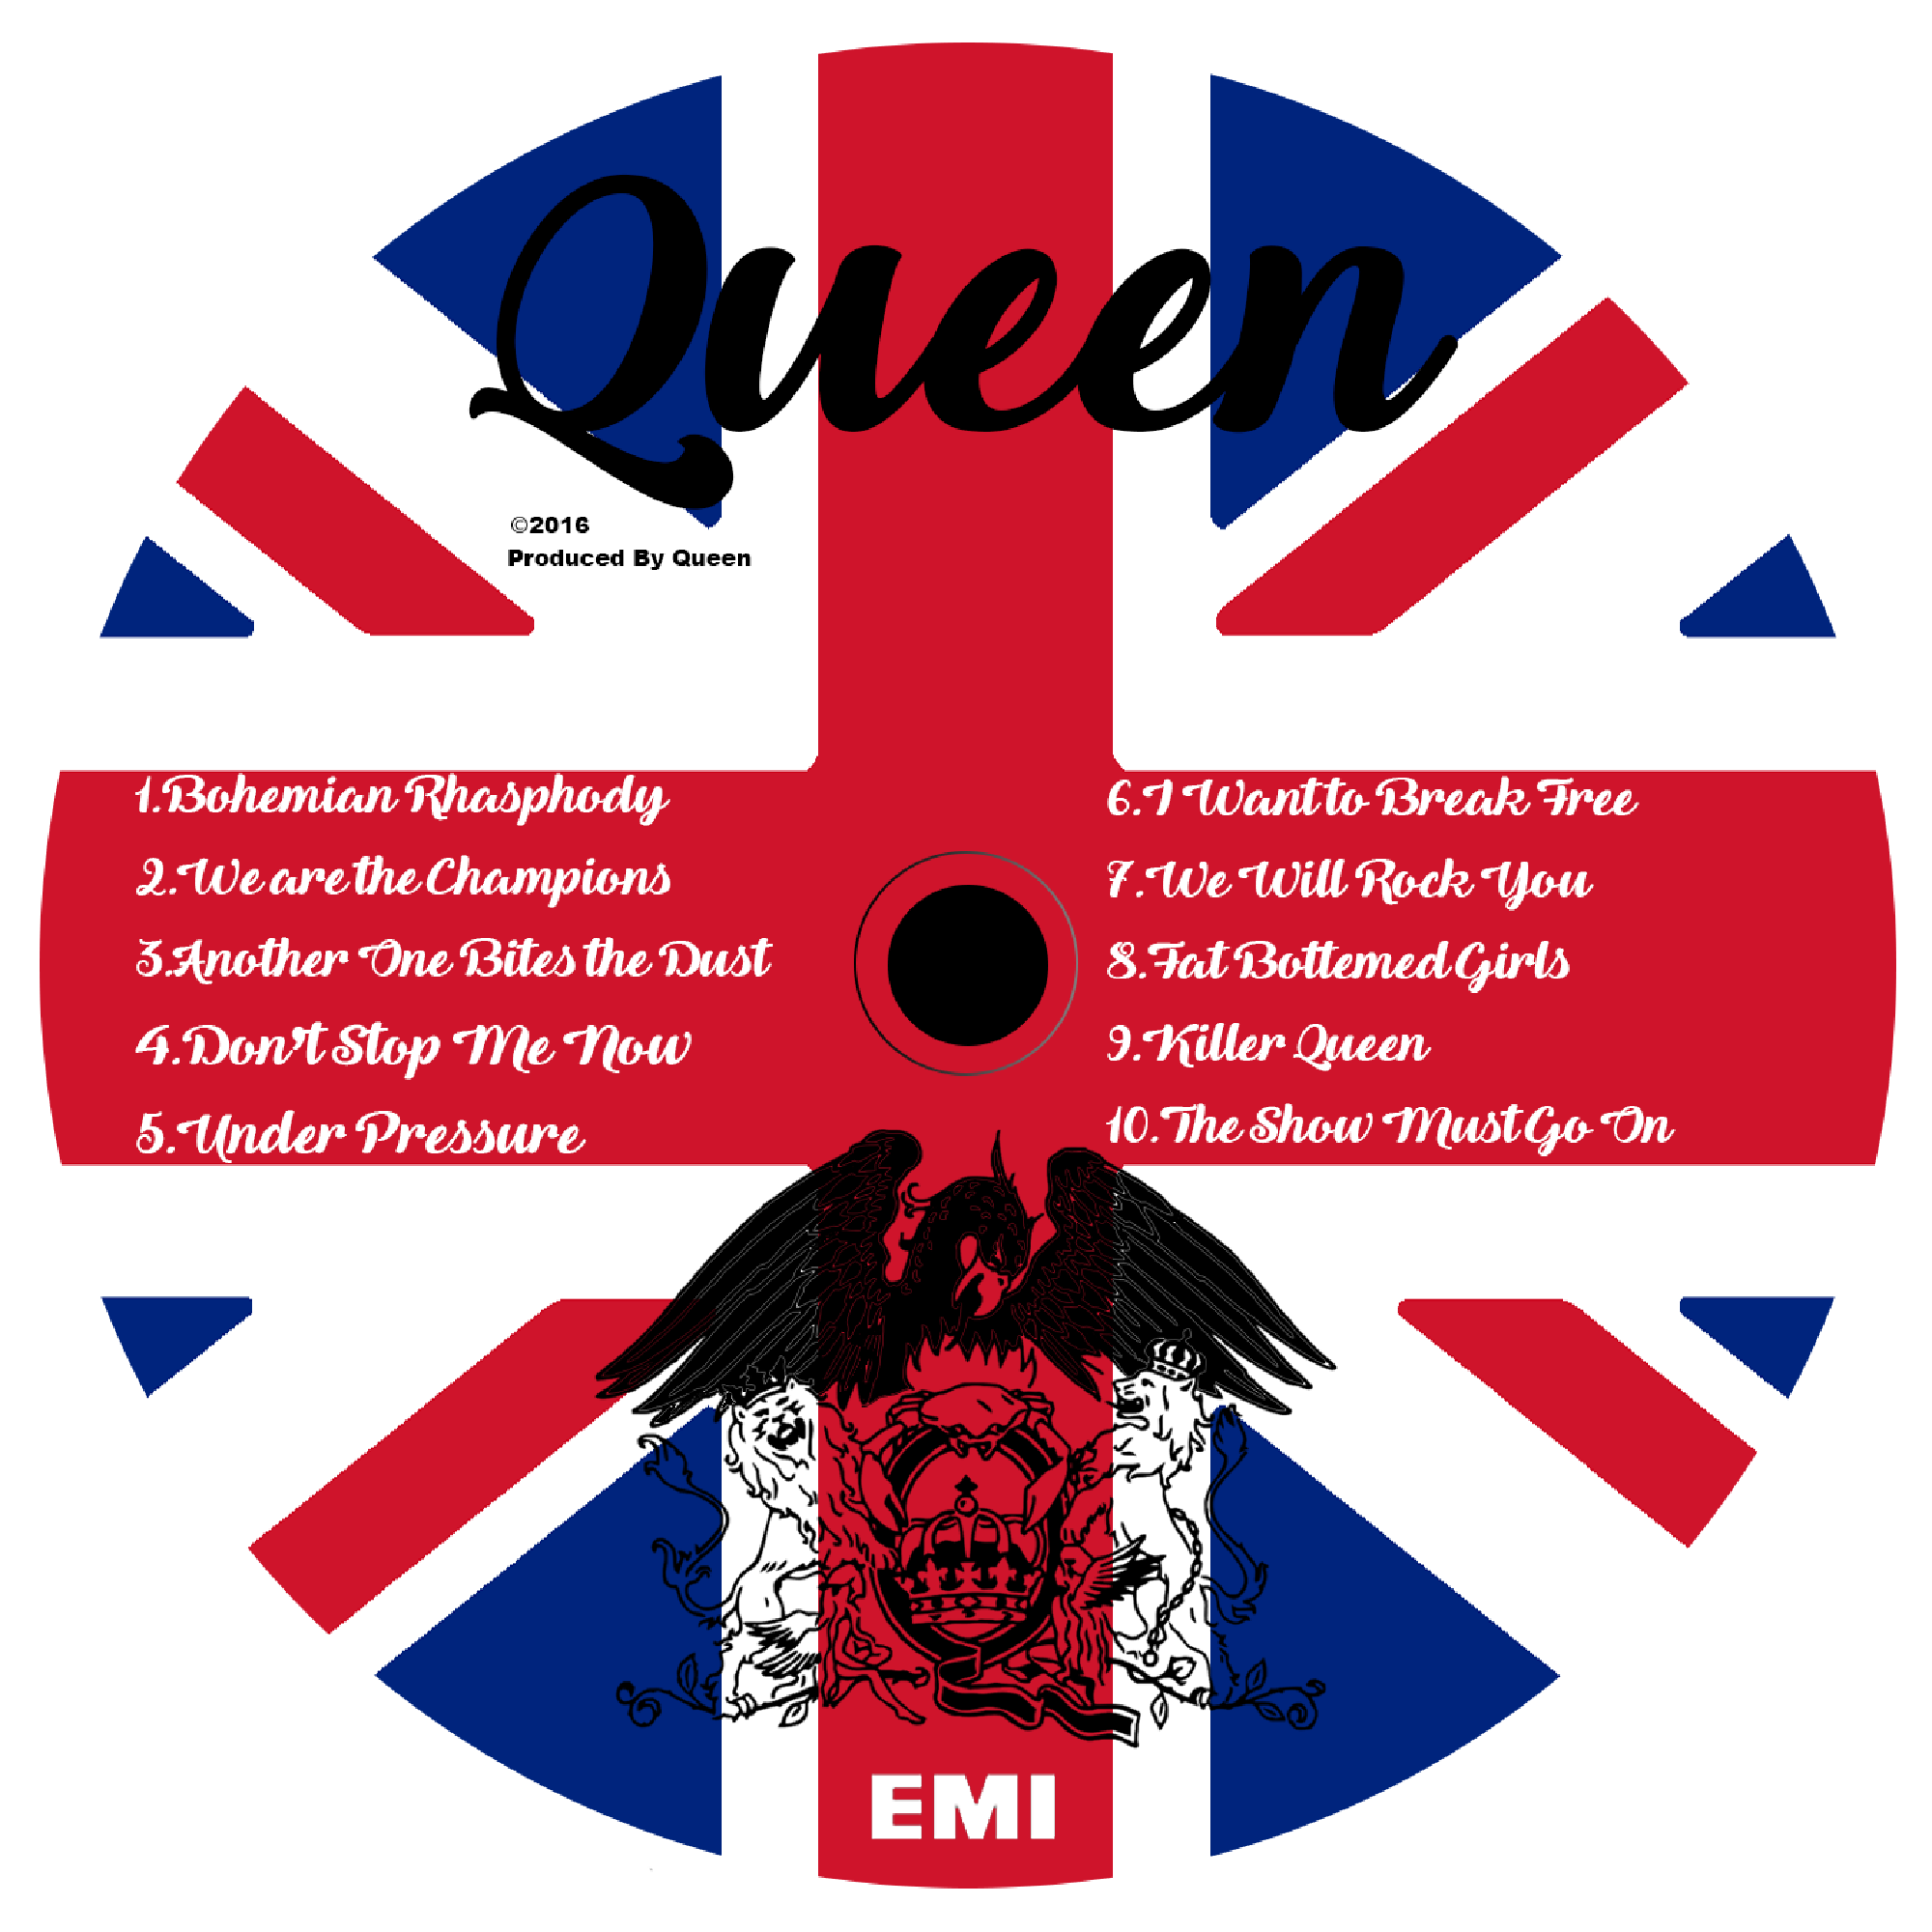 Queen
©2016
Produced By Queen
1.Bohemian Rhasphody
2.We are the Champions
3.Another One Bites the Dust
4.Don't Stop Me Now
5.Under Pressure
6.I Want to Break Free
7.We Will Rock You
8.Fat Bottemed Girls
9.Killer Queen
10.The Show Must Go On
EMI